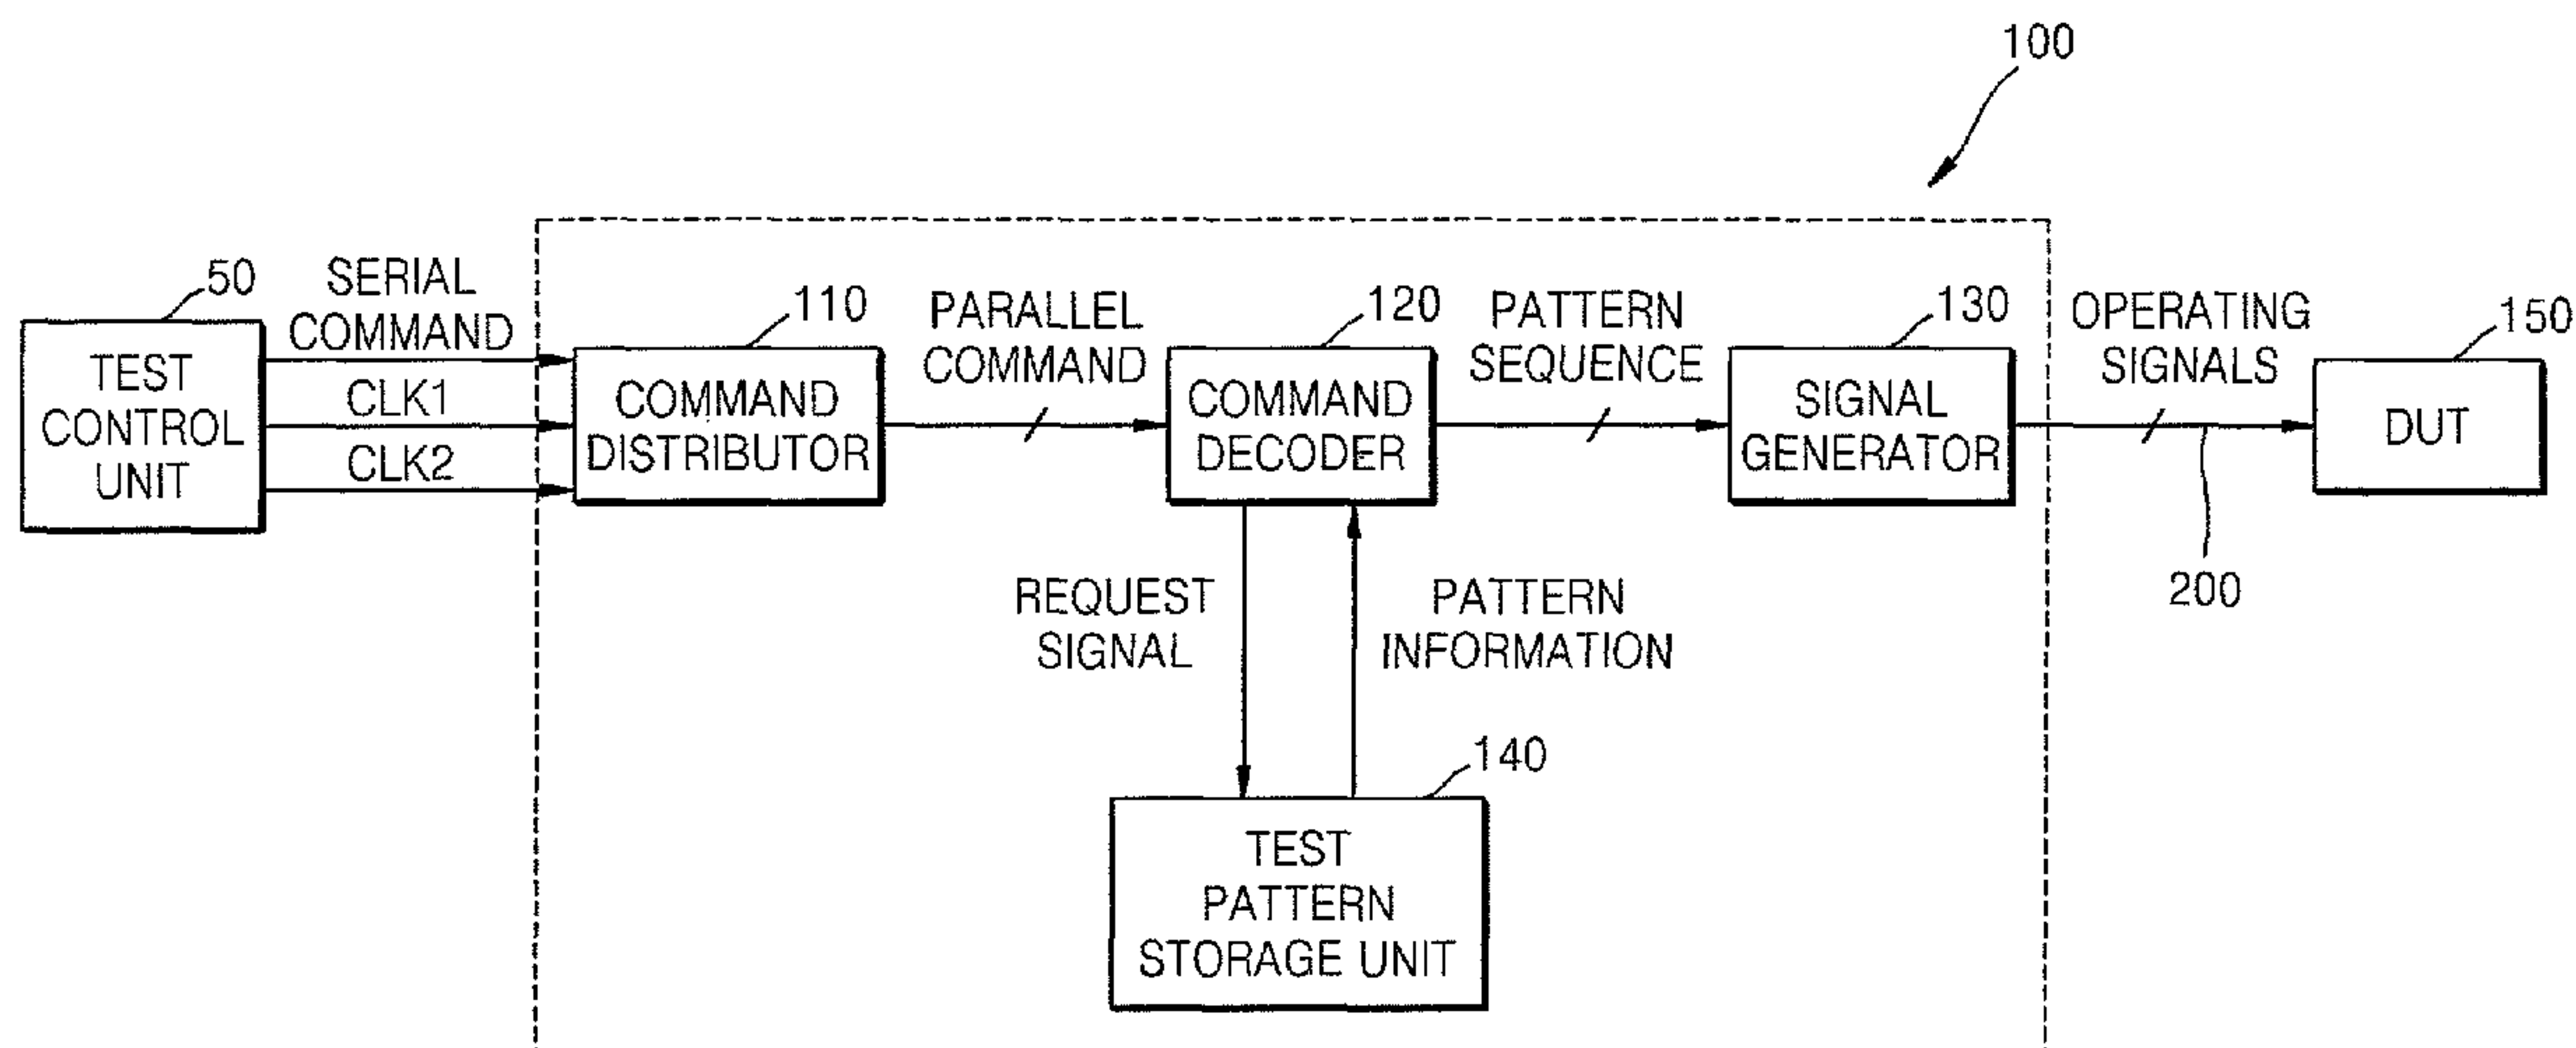 100
50
SERIAL
COMMAND
CLK1
CLK2
TEST
CONTROL
UNIT
110
COMMAND
DISTRIBUTOR
PARALLEL
COMMAND
120
COMMAND
DECODER
PATTERN
SEQUENCE
130
SIGNAL
GENERATOR
OPERATING
SIGNALS
200
150
DUT
REQUEST
SIGNAL
PATTERN
INFORMATION
140
TEST
PATTERN
STORAGE UNIT